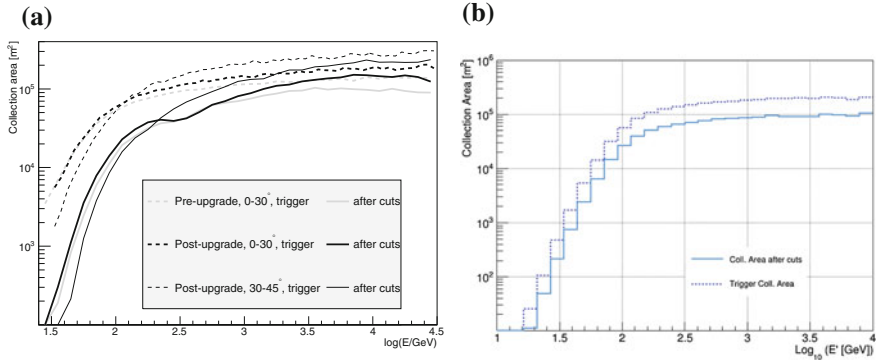 (a)
Collection area [m²]
10⁵
10⁴
10³
Pre-upgrade, 0-30°, trigger
after cuts
Post-upgrade, 0-30°, trigger
after cuts
Post-upgrade, 30-45°, trigger
after cuts
1.5 2 2.5 3 3.5 4 4.5
log(E/GeV)
(b)
Collection Area [m²]
10⁶
10⁵
10⁴
10³
10²
Coll. Area after cuts
Trigger Coll. Area
1 1.5 2 2.5 3 3.5 4
Log₁₀ (E' [GeV])